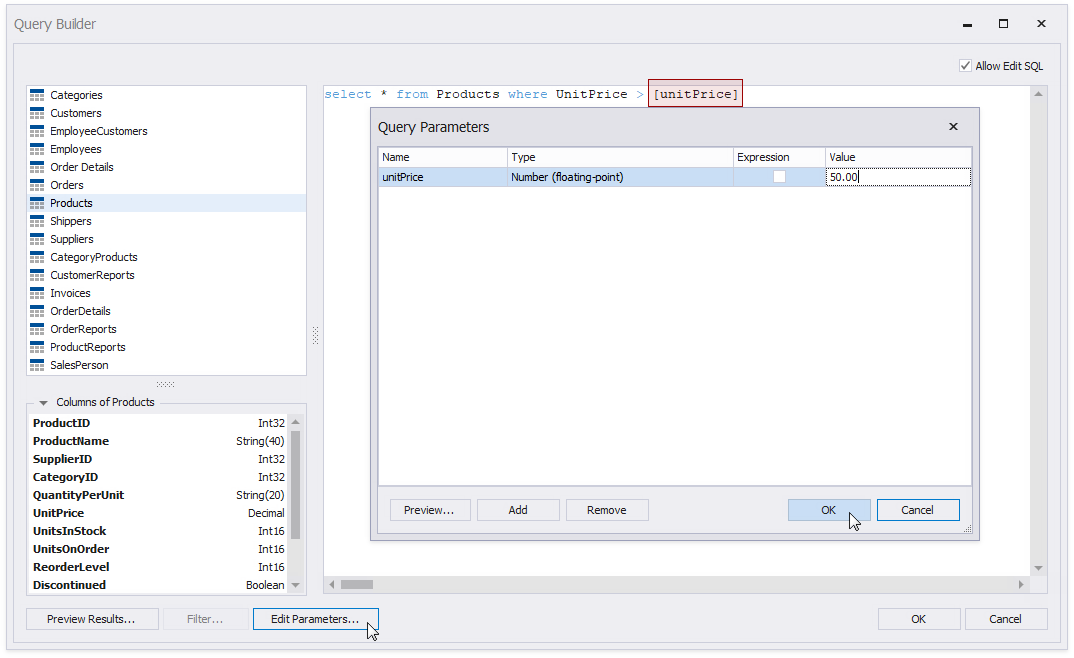 Query Builder
Allow Edit SQL
Categories
Customers
EmployeeCustomers
Employees
Order Details
Orders
Products
Shippers
Suppliers
CategoryProducts
CustomerReports
Invoices
OrderDetails
OrderReports
ProductReports
SalesPerson
Columns of Products
ProductID Int32
ProductName String(40)
SupplierID Int32
CategoryID Int32
QuantityPerUnit String(20)
UnitPrice Decimal
UnitsInStock Int16
UnitsOnOrder Int16
ReorderLevel Int16
Discontinued Boolean
select * from Products where UnitPrice > [unitPrice]
Query Parameters
Name Type Expression Value
unitPrice Number (floating-point) 50.00
Preview... Add Remove OK Cancel
Preview Results... Filter... Edit Parameters... OK Cancel